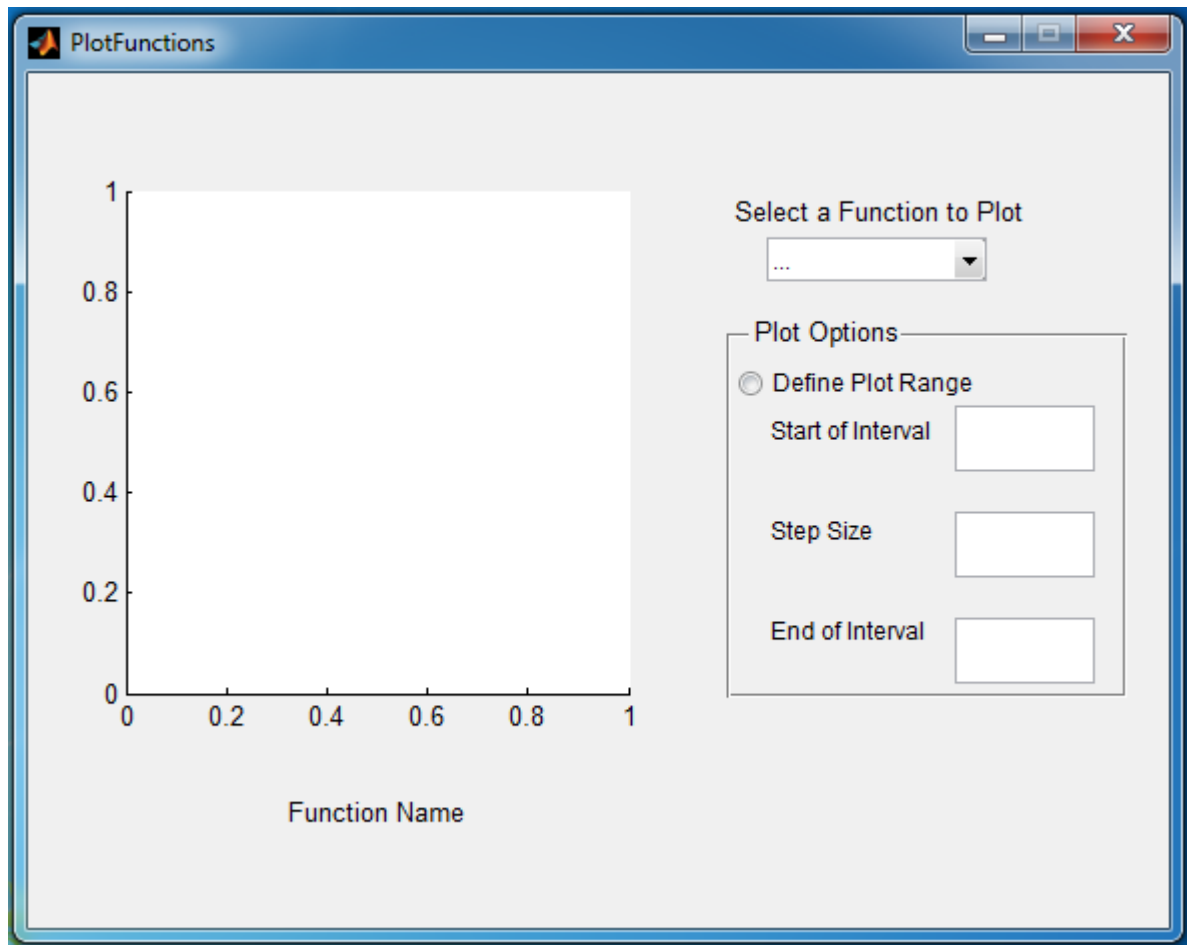 PlotFunctions
1
0.8
0.6
0.4
0.2
0
0 0.2 0.4 0.6 0.8 1
Function Name
Select a Function to Plot
...
Plot Options
Define Plot Range
Start of Interval
Step Size
End of Interval